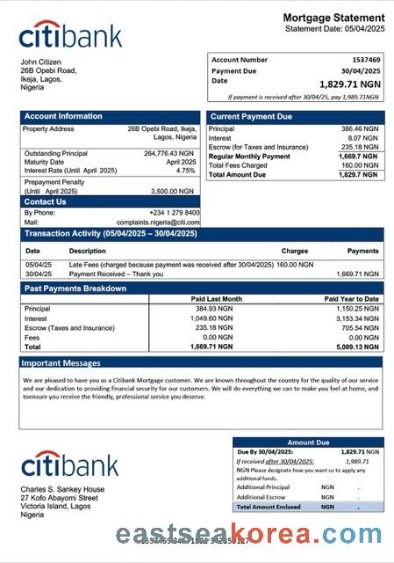 Mortgage Statement
Statement Date: 05/04/2025
citibank
John Citizen
26B Opebi Road,
Ikeja, Lagos,
Nigeria
Account Number 1537469
Payment Due 30/04/2025
Date
1,829.71 NGN
If payment is received after 30/04/25, pay 1,989.71NGN
Account Information
Property Address 26B Opebi Road, Ikeja,
Lagos, Nigeria
Outstanding Principal 264,776.43 NGN
Maturity Date April 2025
Interest Rate (Until April 2025) 4.75%
Prepayment Penalty
(Until April 2025) 3,500.00 NGN
Contact Us
By Phone: +234 1 279 8400
Mail: complaints.nigeria@citi.com
Current Payment Due
Principal 386.46 NGN
Interest 8.07 NGN
Escrow (for Taxes and Insurance) 235.18 NGN
Regular Monthly Payment 1,669.7 NGN
Total Fees Charged 160.00 NGN
Total Amount Due 1,829.7 NGN
Transaction Activity (05/04/2025 – 30/04/2025)
Date Description Charges Payments
05/04/25 Late Fees (charged because payment was received after 30/04/2025) 160.00 NGN
30/04/25 Payment Received – Thank you 1,669.71 NGN
Past Payments Breakdown
Paid Last Month Paid Year to Date
Principal 384.93 NGN 1,150.25 NGN
Interest 1,049.60 NGN 3,153.34 NGN
Escrow (Taxes and Insurance) 235.18 NGN 705.54 NGN
Fees 0.00 NGN 0.00 NGN
Total 1,669.71 NGN 5,009.13 NGN
Important Messages
We are pleased to have you as a Citibank Mortgage customer. We are known throughout the country for the quality of our service
and our dedication to providing financial security for our customers. We will do everything we can to make you feel at home, and
toensure you receive the friendly, professional service you deserve.
citibank
Charles S. Sankey House
27 Kofo Abayomi Street
Victoria Island, Lagos
Nigeria
Amount Due
Due By 30/04/2025: 1,829.71 NGN
If received after 30/04/2025: 1,989.71
NGN Please designate how you want us to apply any
additional funds.
Additional Principal NGN .
Additional Escrow NGN .
Total Amount Enclosed NGN .
eastseakorea.com